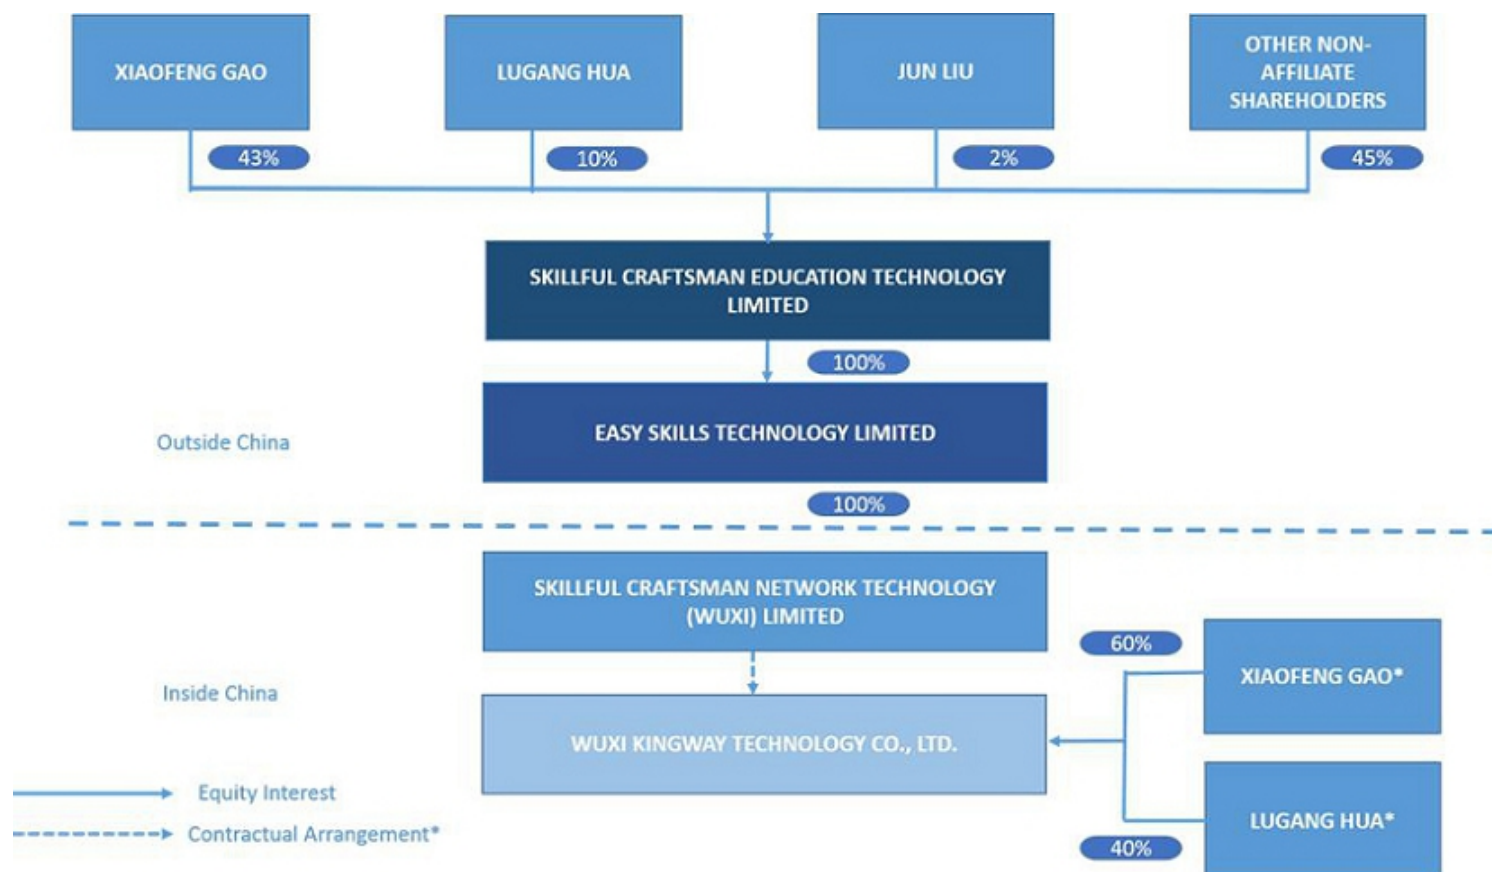 XIAOFENG GAO
LUGANG HUA
JUN LIU
OTHER NON-
AFFILIATE
SHAREHOLDERS
43%
10%
2%
45%
SKILLFUL CRAFTSMAN EDUCATION TECHNOLOGY
LIMITED
100%
EASY SKILLS TECHNOLOGY LIMITED
Outside China
100%
SKILLFUL CRAFTSMAN NETWORK TECHNOLOGY
(WUXI) LIMITED
60%
XIAOFENG GAO*
Inside China
WUXI KINGWAY TECHNOLOGY CO., LTD.
Equity Interest
LUGANG HUA*
Contractual Arrangement*
40%